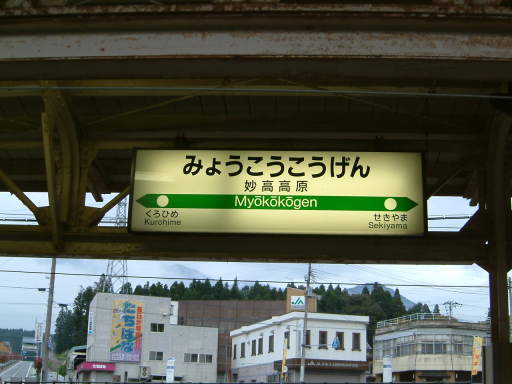 みょうこうこうげん
妙高高原
Myōkōkōgen
くろひめ
Kurohime
せきやま
Sekiyama
JA